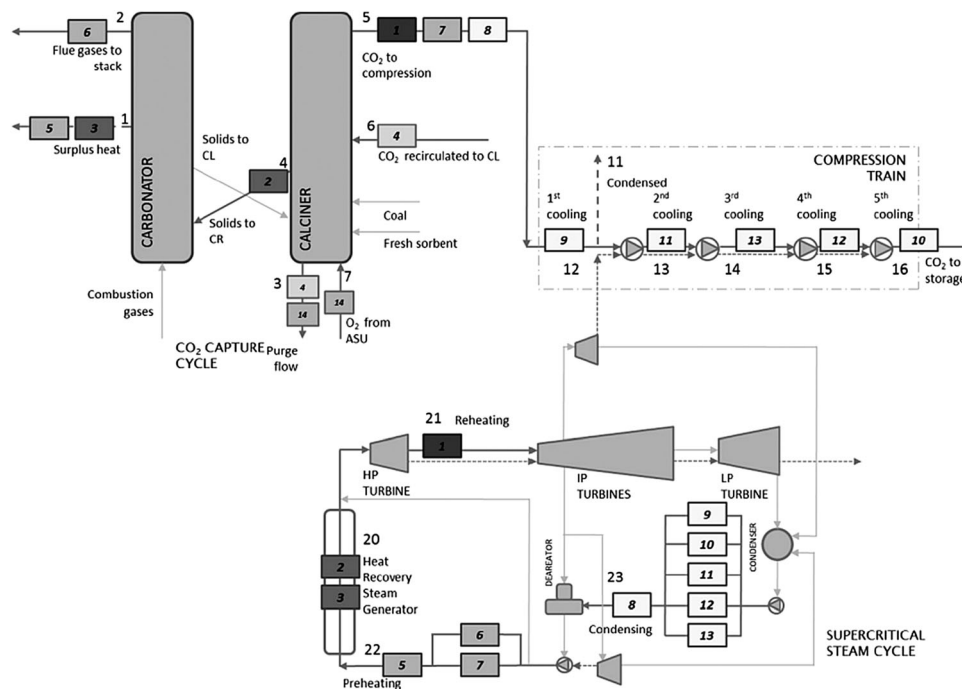 2
6
Flue gases to
stack
1
5
3
Surplus heat
CARBONATOR
Combustion
gases
Solids to
CL
4
2
Solids to
CR
CALCINER
5
1
7
8
CO₂ to
compression
6
4
CO₂ recirculated to CL
Coal
Fresh sorbent
3
4
14
7
14
O₂ from
ASU
Purge
flow
CO₂ CAPTURE
CYCLE
11
Condensed
COMPRESSION
TRAIN
1st
cooling
2nd
cooling
3rd
cooling
4th
cooling
5th
cooling
9
11
13
12
10
12
13
14
15
16
CO₂ to
storage
21
Reheating
1
HP
TURBINE
IP
TURBINES
LP
TURBINE
20
2
Heat
Recovery
3
Steam
Generator
22
5
Preheating
6
7
DEAREATOR
23
8
Condensing
9
10
11
12
13
CONDENSER
SUPERCRITICAL
STEAM CYCLE